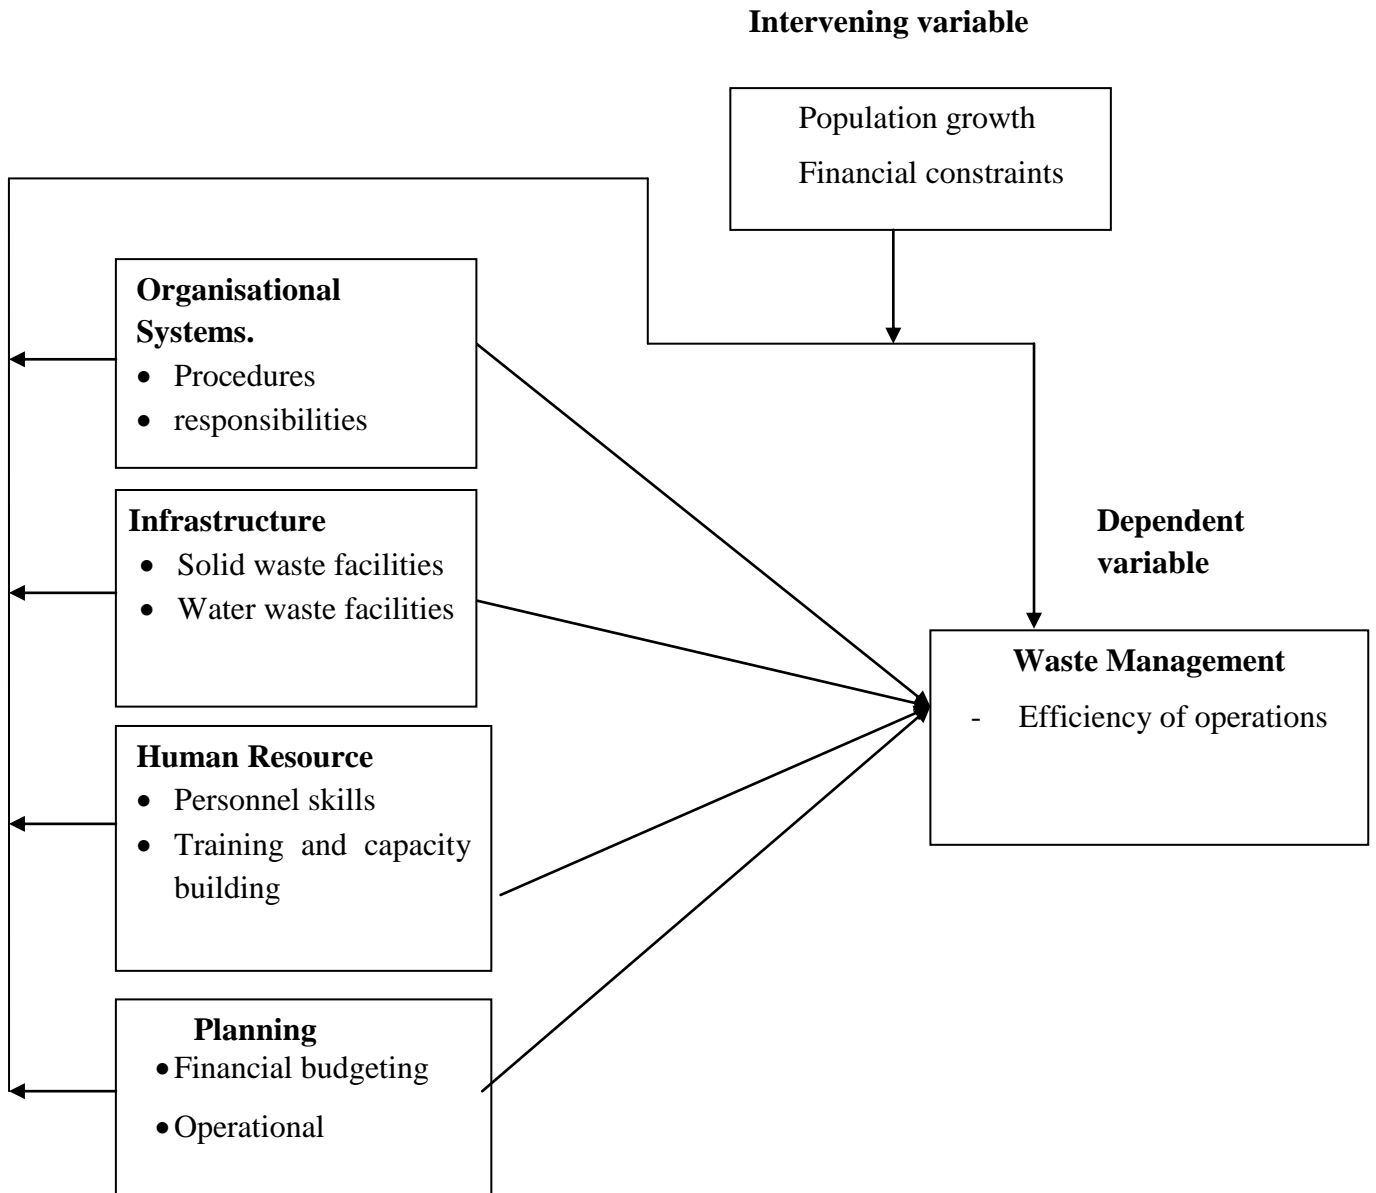 Intervening variable
Population growth
Financial constraints
Organisational
Systems.
• Procedures
• responsibilities
Infrastructure
• Solid waste facilities
• Water waste facilities
Human Resource
• Personnel skills
• Training and capacity
building
Planning
• Financial budgeting
• Operational
Dependent
variable
Waste Management
- Efficiency of operations